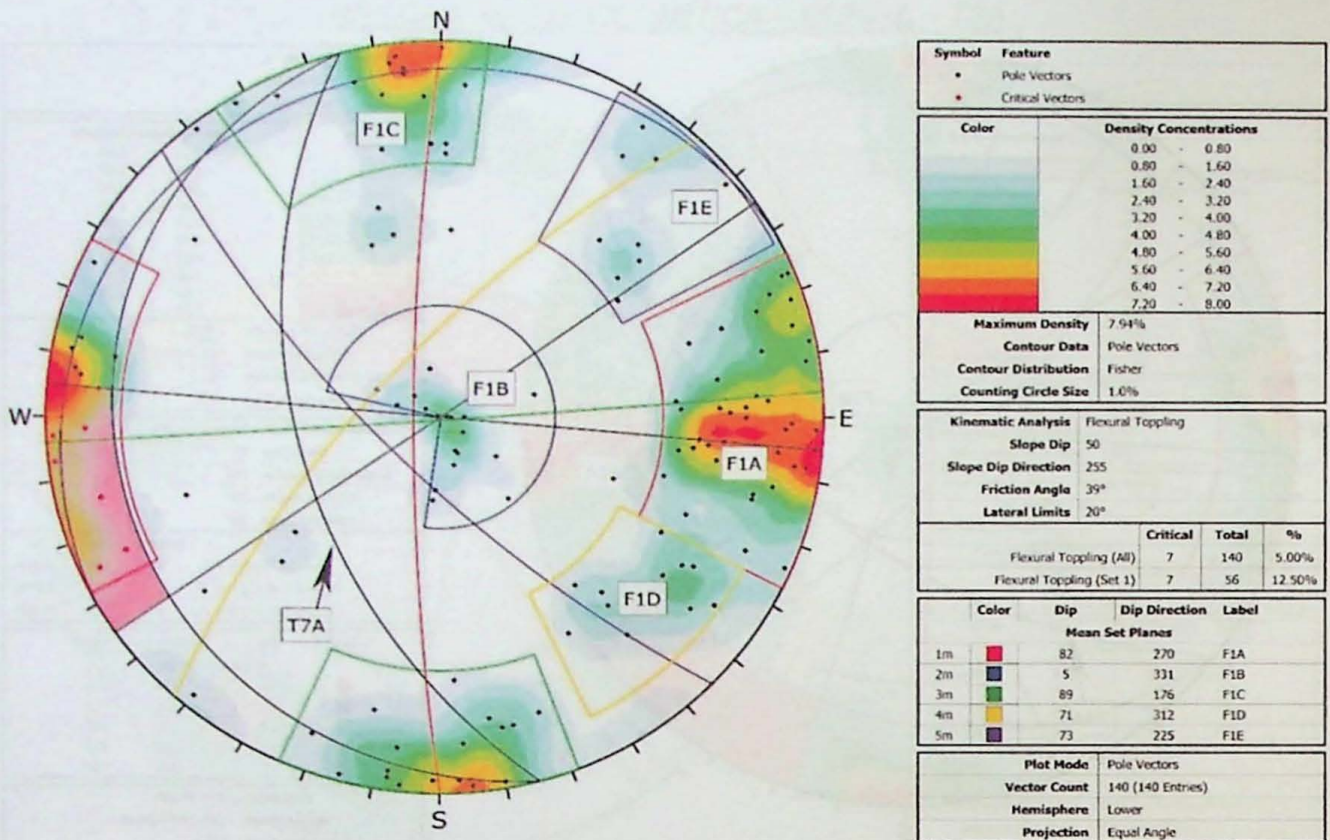 N
F1C
F1E
F1B
W
E
F1A
F1D
T7A
S
Symbol Feature
Pole Vectors
Critical Vectors
Color Density Concentrations
0.00 - 0.80
0.80 - 1.60
1.60 - 2.40
2.40 - 3.20
3.20 - 4.00
4.00 - 4.80
4.80 - 5.60
5.60 - 6.40
6.40 - 7.20
7.20 - 8.00
Maximum Density 7.94%
Contour Data Pole Vectors
Contour Distribution Fisher
Counting Circle Size 1.0%
Kinematic Analysis Flexural Toppling
Slope Dip 50
Slope Dip Direction 255
Friction Angle 39°
Lateral Limits 20°
Critical Total %
Flexural Toppling (All) 7 140 5.00%
Flexural Toppling (Set 1) 7 56 12.50%
Color Dip Dip Direction Label
Mean Set Planes
1m 82 270 F1A
2m 5 331 F1B
3m 89 176 F1C
4m 71 312 F1D
5m 73 225 F1E
Plot Mode Pole Vectors
Vector Count 140 (140 Entries)
Hemisphere Lower
Projection Equal Angle